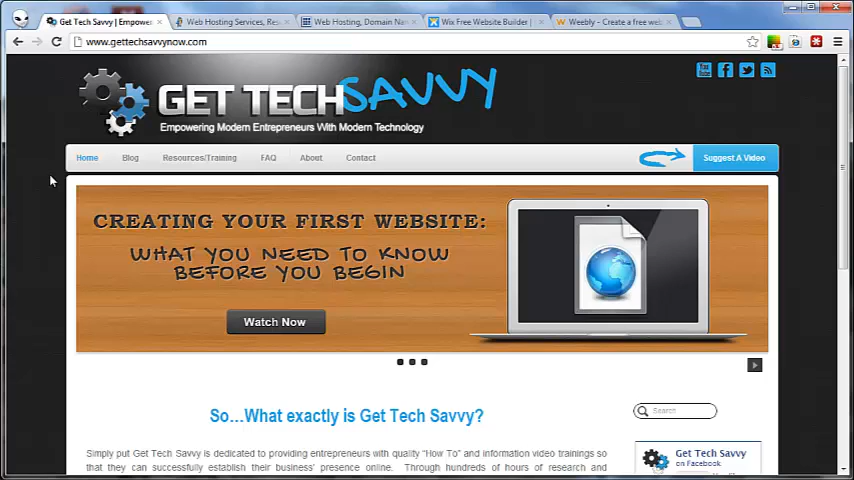 Get Tech Savvy | Empower
Web Hosting Services, Res
Web Hosting, Domain Nam
Wix Free Website Builder |
Weebly - Create a free web
www.gettechsavvynow.com
GET TECH SAVVY
Empowering Modern Entrepreneurs With Modern Technology
You Tube
Home
Blog
Resources/Training
FAQ
About
Contact
Suggest A Video
CREATING YOUR FIRST WEBSITE:
WHAT YOU NEED TO KNOW
BEFORE YOU BEGIN
Watch Now
So...What exactly is Get Tech Savvy?
Search
Simply put Get Tech Savvy is dedicated to providing entrepreneurs with quality "How To" and information video trainings so
that they can successfully establish their business' presence online. Through hundreds of hours of research and
Get Tech Savvy
on Facebook